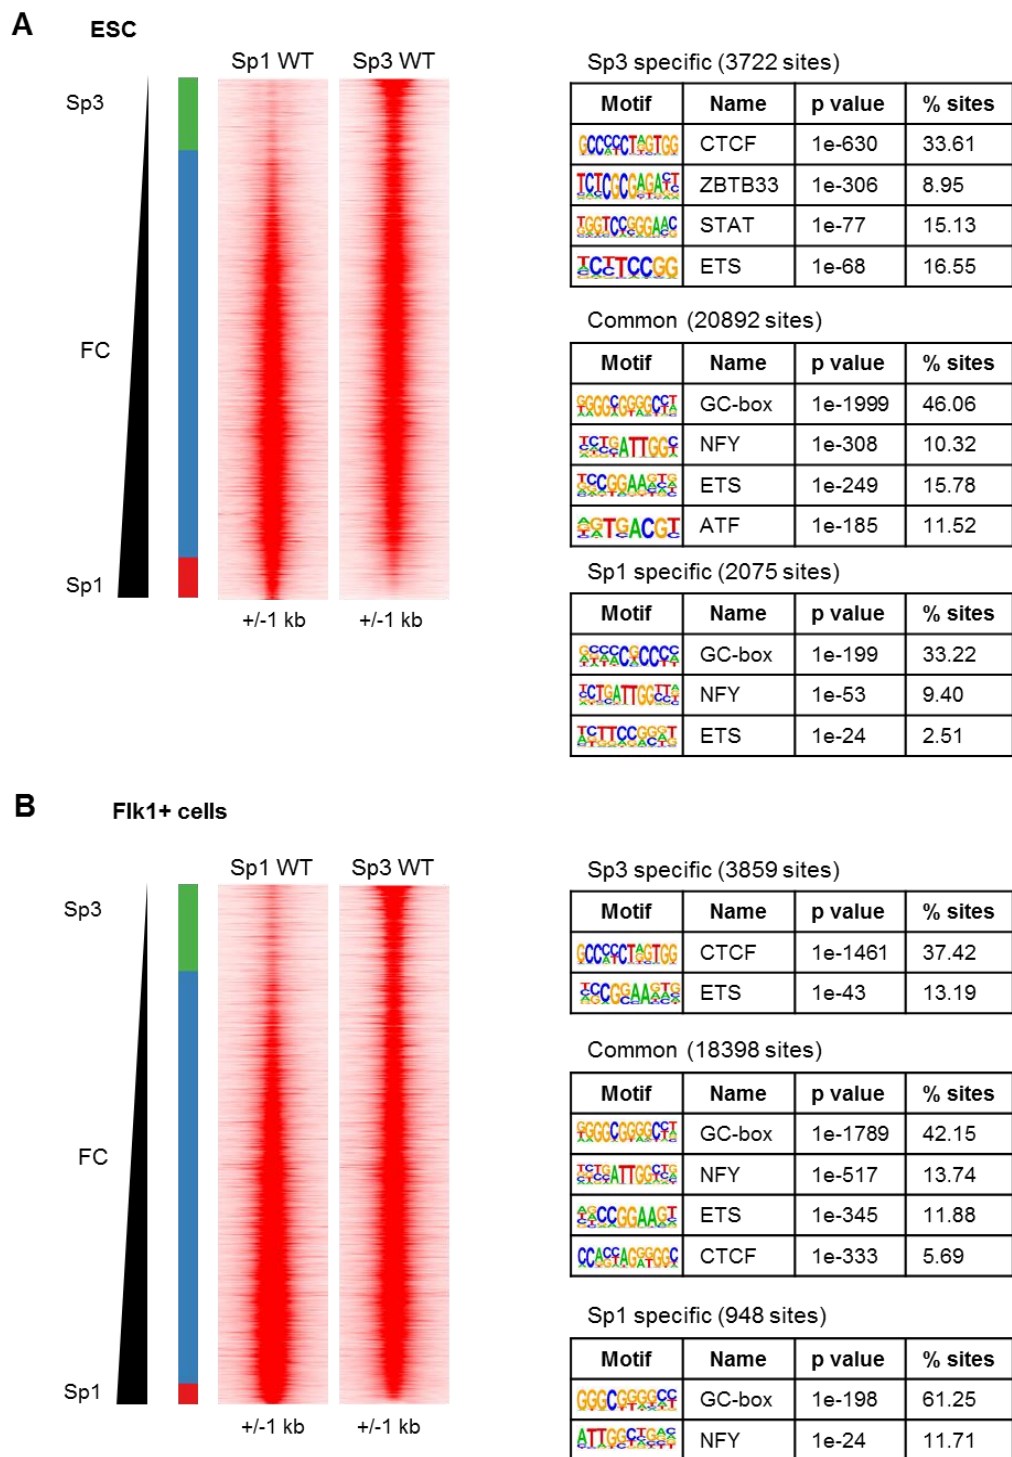 A
ESC
Sp1 WT Sp3 WT
Sp3
FC
Sp1
+/-1 kb +/-1 kb
Sp3 specific (3722 sites)
Motif Name p value % sites
CTCF 1e-630 33.61
ZBTB33 1e-306 8.95
STAT 1e-77 15.13
ETS 1e-68 16.55
Common (20892 sites)
Motif Name p value % sites
GC-box 1e-1999 46.06
NFY 1e-308 10.32
ETS 1e-249 15.78
ATF 1e-185 11.52
Sp1 specific (2075 sites)
Motif Name p value % sites
GC-box 1e-199 33.22
NFY 1e-53 9.40
ETS 1e-24 2.51
B
Flk1+ cells
Sp1 WT Sp3 WT
Sp3
FC
Sp1
+/-1 kb +/-1 kb
Sp3 specific (3859 sites)
Motif Name p value % sites
CTCF 1e-1461 37.42
ETS 1e-43 13.19
Common (18398 sites)
Motif Name p value % sites
GC-box 1e-1789 42.15
NFY 1e-517 13.74
ETS 1e-345 11.88
CTCF 1e-333 5.69
Sp1 specific (948 sites)
Motif Name p value % sites
GC-box 1e-198 61.25
NFY 1e-24 11.71